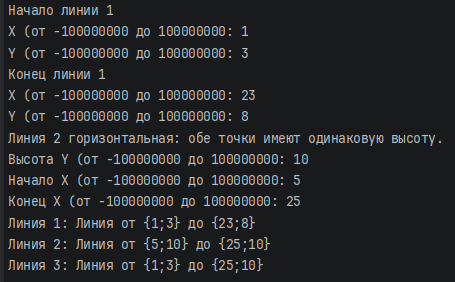 Начало линии 1
X (от -100000000 до 100000000: 1
Y (от -100000000 до 100000000: 3
Конец линии 1
X (от -100000000 до 100000000: 23
Y (от -100000000 до 100000000: 8
Линия 2 горизонтальная: обе точки имеют одинаковую высоту.
Высота Y (от -100000000 до 100000000: 10
Начало X (от -100000000 до 100000000: 5
Конец X (от -100000000 до 100000000: 25
Линия 1: Линия от {1;3} до {23;8}
Линия 2: Линия от {5;10} до {25;10}
Линия 3: Линия от {1;3} до {25;10}